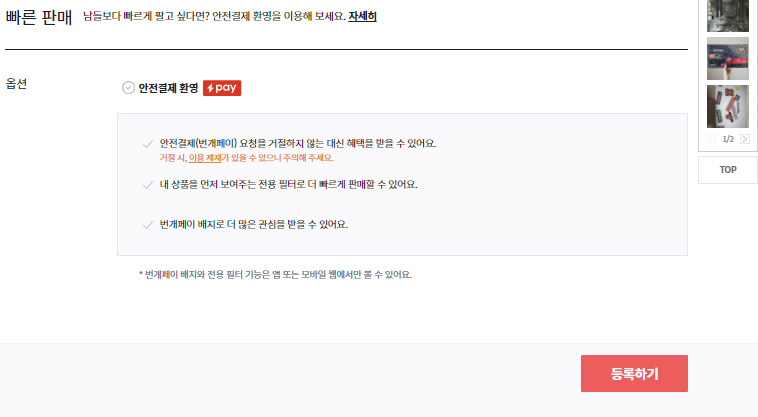 빠른 판매 남들보다 빠르게 팔고 싶다면? 안전결제 환영을 이용해 보세요. 자세히
옵션
안전결제 환영 pay
안전결제(번개페이) 요청을 거절하지 않는 대신 혜택을 받을 수 있어요.
거절 시, 이용 제재가 있을 수 있으니 주의해 주세요.
내 상품을 먼저 보여주는 전용 필터로 더 빠르게 판매할 수 있어요.
번개페이 배지로 더 많은 관심을 받을 수 있어요.
* 번개페이 배지와 전용 필터 기능은 앱 또는 모바일 웹에서만 볼 수 있어요.
1/2
TOP
등록하기